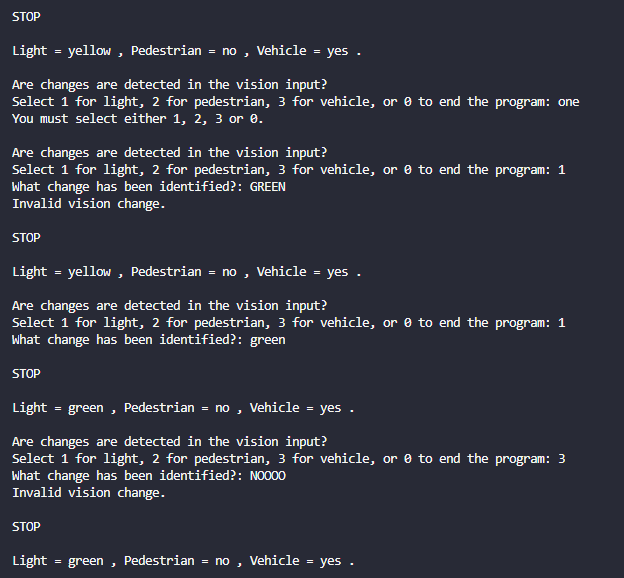 STOP
Light = yellow , Pedestrian = no , Vehicle = yes .
Are changes are detected in the vision input?
Select 1 for light, 2 for pedestrian, 3 for vehicle, or 0 to end the program: one
You must select either 1, 2, 3 or 0.
Are changes are detected in the vision input?
Select 1 for light, 2 for pedestrian, 3 for vehicle, or 0 to end the program: 1
What change has been identified?: GREEN
Invalid vision change.
STOP
Light = yellow , Pedestrian = no , Vehicle = yes .
Are changes are detected in the vision input?
Select 1 for light, 2 for pedestrian, 3 for vehicle, or 0 to end the program: 1
What change has been identified?: green
STOP
Light = green , Pedestrian = no , Vehicle = yes .
Are changes are detected in the vision input?
Select 1 for light, 2 for pedestrian, 3 for vehicle, or 0 to end the program: 3
What change has been identified?: NOOOO
Invalid vision change.
STOP
Light = green , Pedestrian = no , Vehicle = yes .